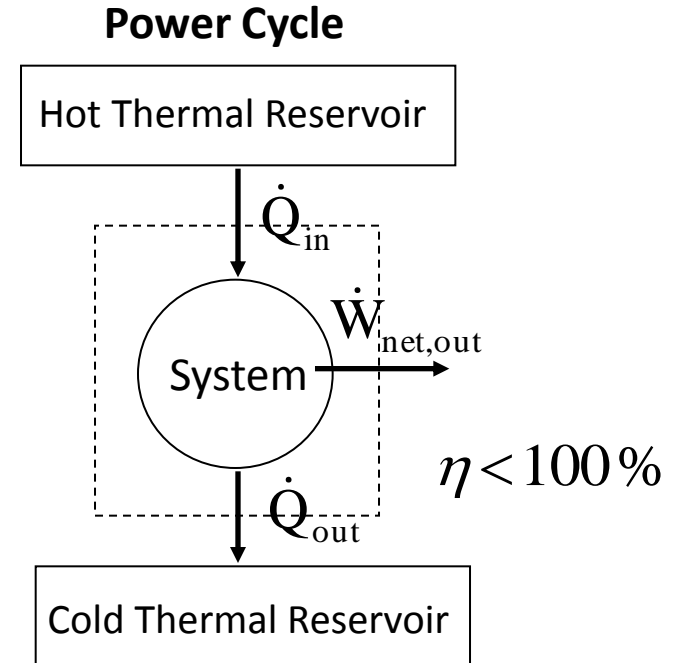 Power Cycle
Hot Thermal Reservoir
Q̇in
Ẇnet,out
System
η<100%
Q̇out
Cold Thermal Reservoir